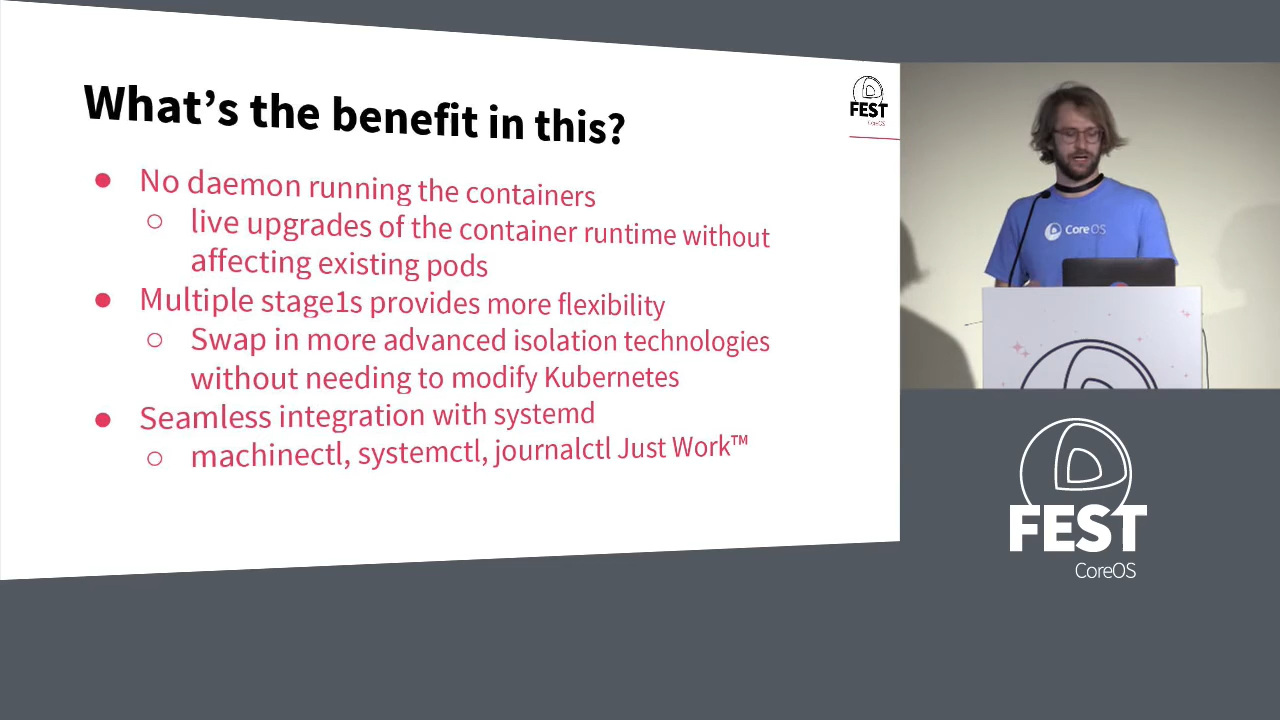 What's the benefit in this?
● No daemon running the containers
○ live upgrades of the container runtime without
affecting existing pods
● Multiple stage1s provides more flexibility
○ Swap in more advanced isolation technologies
without needing to modify Kubernetes
● Seamless integration with systemd
○ machinectl, systemctl, journalctl Just Work™
FEST
CoreOS
CoreOS
FEST
CoreOS